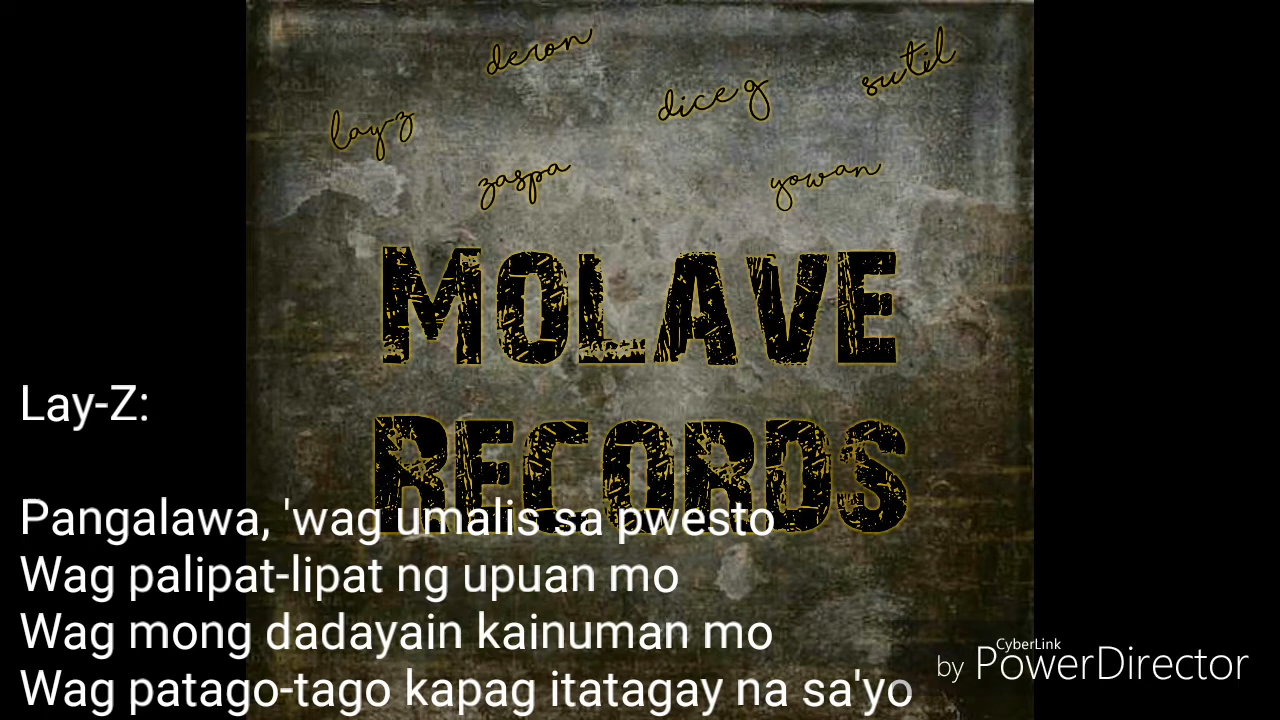 deron
sutil
dice g
lay-z
zaspa
yowan
MOLAVE
RECORDS
Lay-Z:
Pangalawa, 'wag umalis sa pwesto
Wag palipat-lipat ng upuan mo
Wag mong dadayain kainuman mo
Wag patago-tago kapag itatagay na sa'yo
CyberLink
by PowerDirector